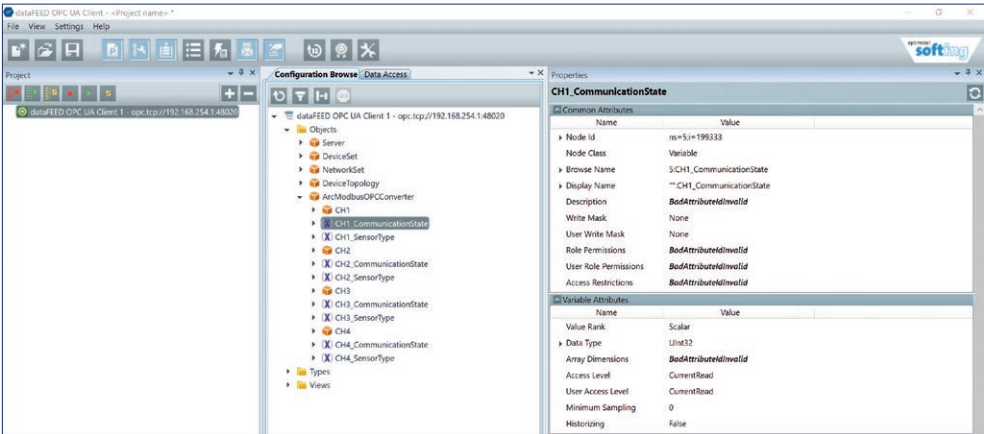 dataFEED OPC UA Client - <Project name> *
File View Settings Help
optimize!
softing
Project
dataFEED OPC UA Client 1 - opc.tcp://192.168.254.1:48020
Configuration Browse Data Access
dataFEED OPC UA Client 1 - opc.tcp://192.168.254.1:48020
Objects
Server
DeviceSet
NetworkSet
DeviceTopology
ArcModbusOPCConverter
CH1
CH1_CommunicationState
CH1_SensorType
CH2
CH2_CommunicationState
CH2_SensorType
CH3
CH3_CommunicationState
CH3_SensorType
CH4
CH4_CommunicationState
CH4_SensorType
Types
Views
Properties
CH1_CommunicationState
Common Attributes
Name Value
Node Id ns=5;i=199333
Node Class Variable
Browse Name 5:CH1_CommunicationState
Display Name "":CH1_CommunicationState
Description BadAttributeIdInvalid
Write Mask None
User Write Mask None
Role Permissions BadAttributeIdInvalid
User Role Permissions BadAttributeIdInvalid
Access Restrictions BadAttributeIdInvalid
Variable Attributes
Name Value
Value Rank Scalar
Data Type UInt32
Array Dimensions BadAttributeIdInvalid
Access Level CurrentRead
User Access Level CurrentRead
Minimum Sampling 0
Historizing False